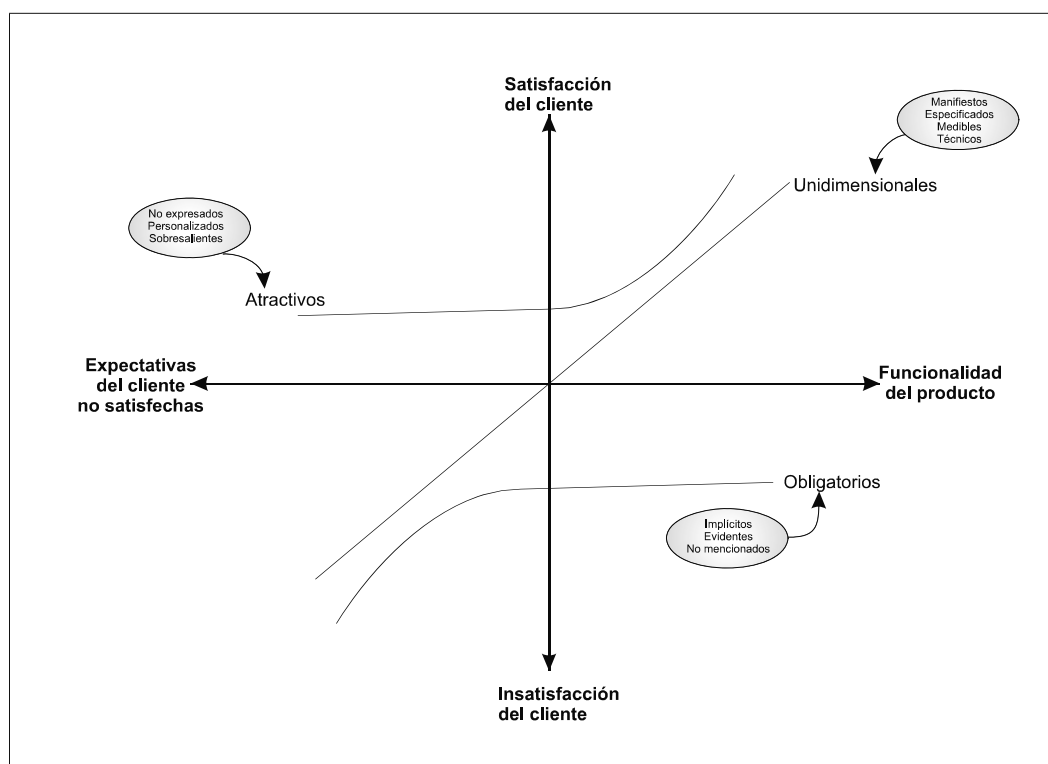 Satisfacción
del cliente
Manifiestos
Especificados
Medibles
Técnicos
Unidimensionales
No expresados
Personalizados
Sobresalientes
Atractivos
Expectativas
del cliente
no satisfechas
Funcionalidad
del producto
Obligatorios
Implícitos
Evidentes
No mencionados
Insatisfacción
del cliente